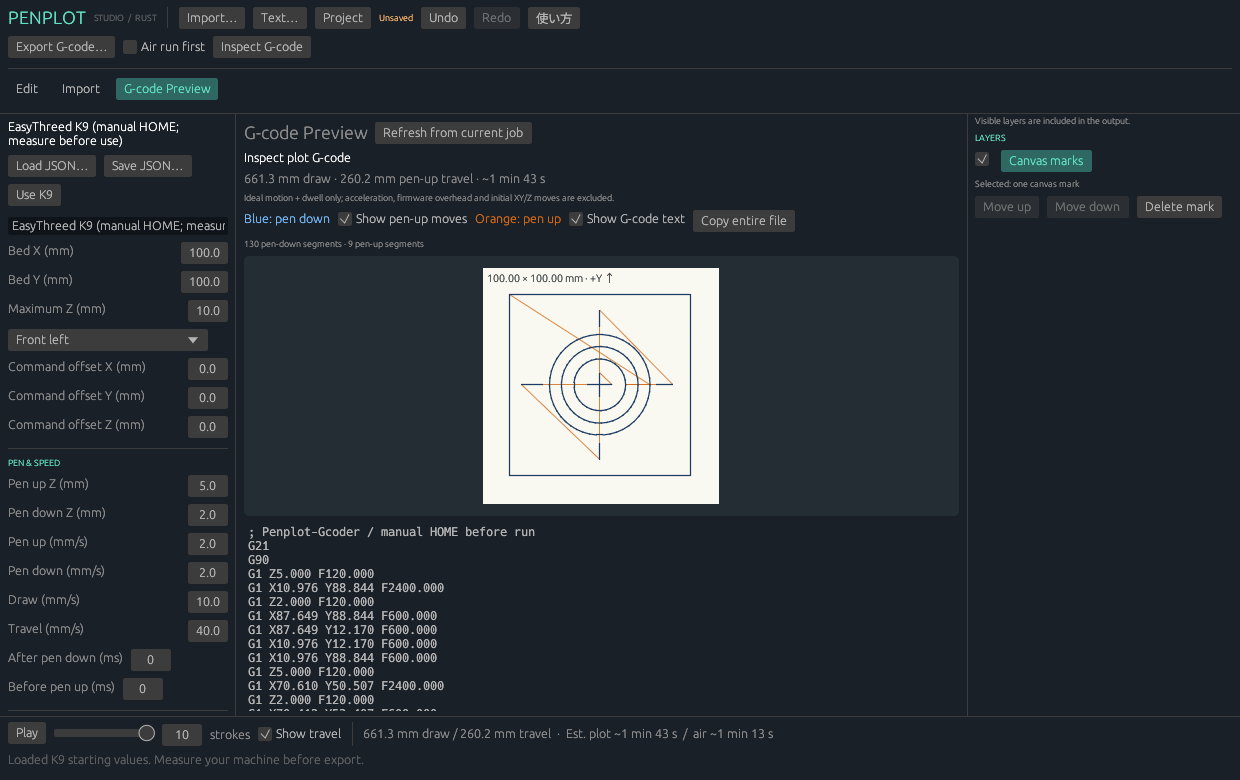 PENPLOT STUDIO / RUST Import... Text... Project Unsaved Undo Redo 使い方
Export G-code... Air run first Inspect G-code
Edit Import G-code Preview
EasyThreed K9 (manual HOME; measure before use)
Load JSON... Save JSON...
Use K9
EasyThreed K9 (manual HOME; measur
Bed X (mm) 100.0
Bed Y (mm) 100.0
Maximum Z (mm) 10.0
Front left
Command offset X (mm) 0.0
Command offset Y (mm) 0.0
Command offset Z (mm) 0.0
PEN & SPEED
Pen up Z (mm) 5.0
Pen down Z (mm) 2.0
Pen up (mm/s) 2.0
Pen down (mm/s) 2.0
Draw (mm/s) 10.0
Travel (mm/s) 40.0
After pen down (ms) 0
Before pen up (ms) 0
G-code Preview Refresh from current job
Inspect plot G-code
661.3 mm draw · 260.2 mm pen-up travel · ~1 min 43 s
Ideal motion + dwell only; acceleration, firmware overhead and initial XY/Z moves are excluded.
Blue: pen down Show pen-up moves Orange: pen up Show G-code text Copy entire file
130 pen-down segments · 9 pen-up segments
100.00 × 100.00 mm · +Y ↑
; Penplot-Gcoder / manual HOME before run
G21
G90
G1 Z5.000 F120.000
G1 X10.976 Y88.844 F2400.000
G1 Z2.000 F120.000
G1 X87.649 Y88.844 F600.000
G1 X87.649 Y12.170 F600.000
G1 X10.976 Y12.170 F600.000
G1 X10.976 Y88.844 F600.000
G1 Z5.000 F120.000
G1 X70.610 Y50.507 F2400.000
G1 Z2.000 F120.000
Visible layers are included in the output.
LAYERS
Canvas marks
Selected: one canvas mark
Move up Move down Delete mark
Play 10 strokes Show travel 661.3 mm draw / 260.2 mm travel · Est. plot ~1 min 43 s / air ~1 min 13 s
Loaded K9 starting values. Measure your machine before export.